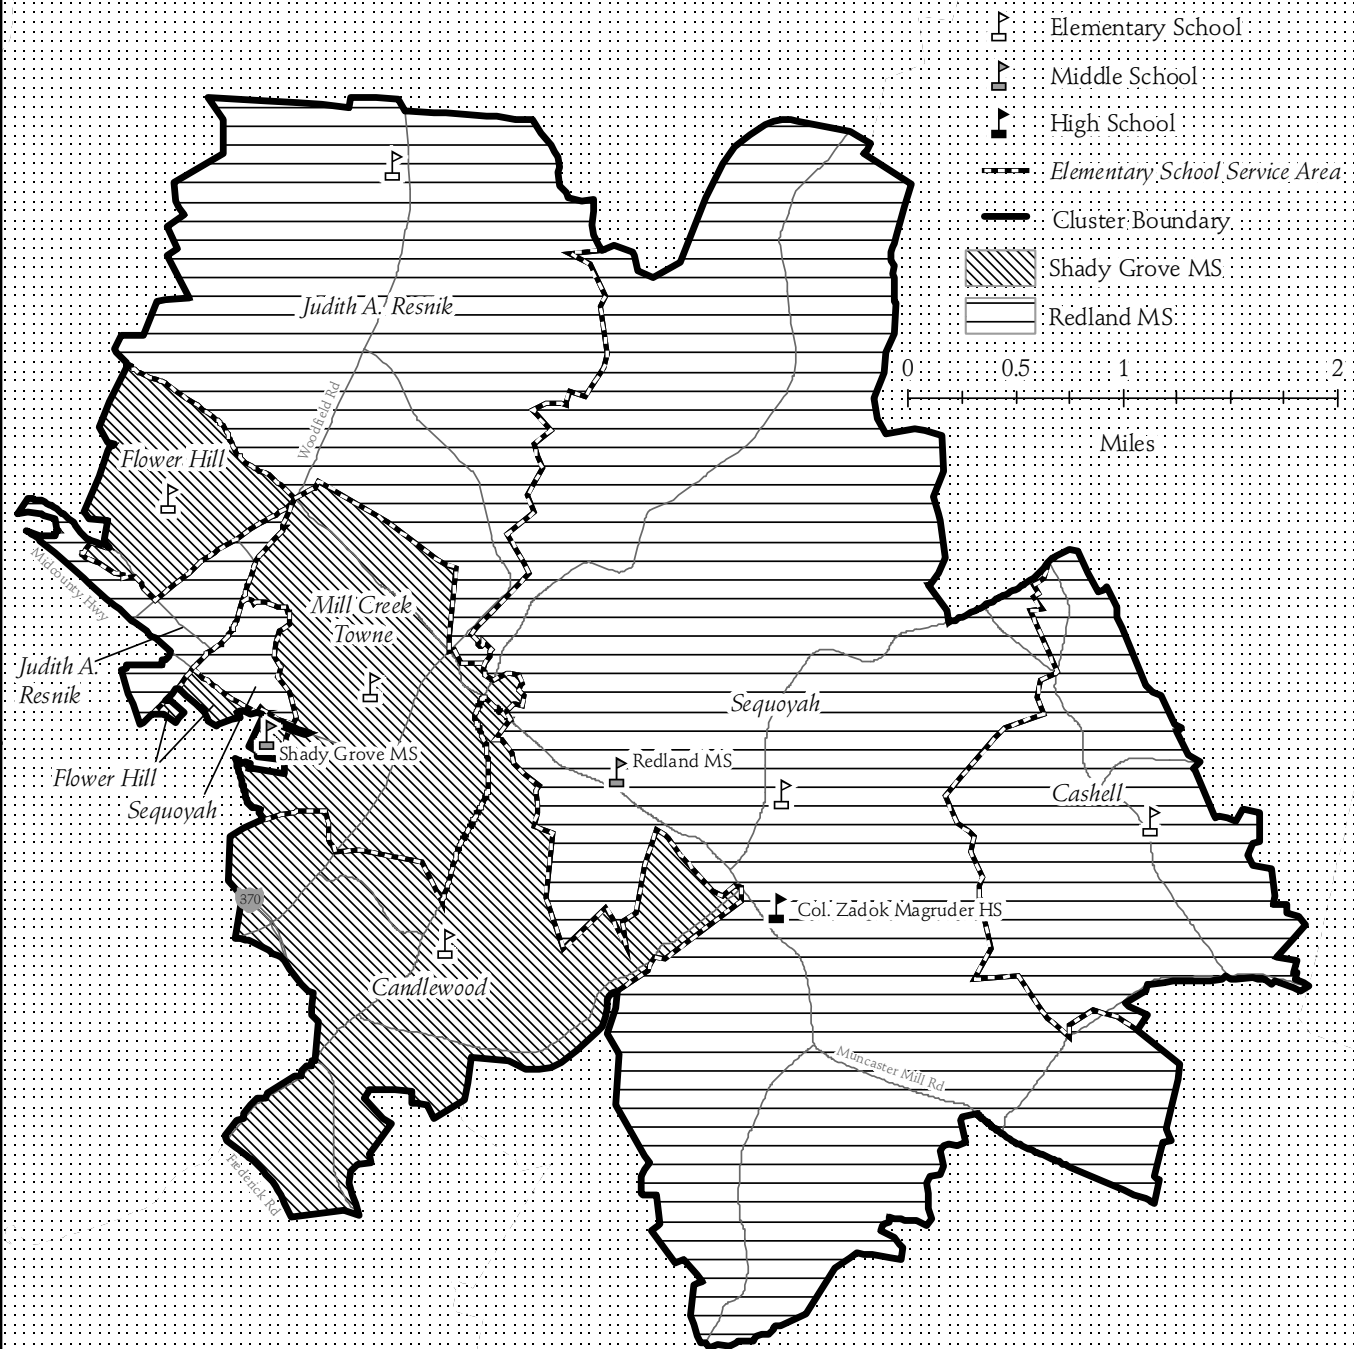 Elementary School
Middle School
High School
Elementary School Service Area
Cluster Boundary
Shady Grove MS
Redland MS
0 0.5 1 2
Miles
Judith A. Resnik
Woodfield Rd
Flower Hill
Midcounty Hwy
Mill Creek
Towne
Judith A.
Resnik
Sequoyah
Shady Grove MS
Redland MS
Flower Hill
Sequoyah
Cashell
370
Col. Zadok Magruder HS
Candlewood
Muncaster Mill Rd
Frederick Rd